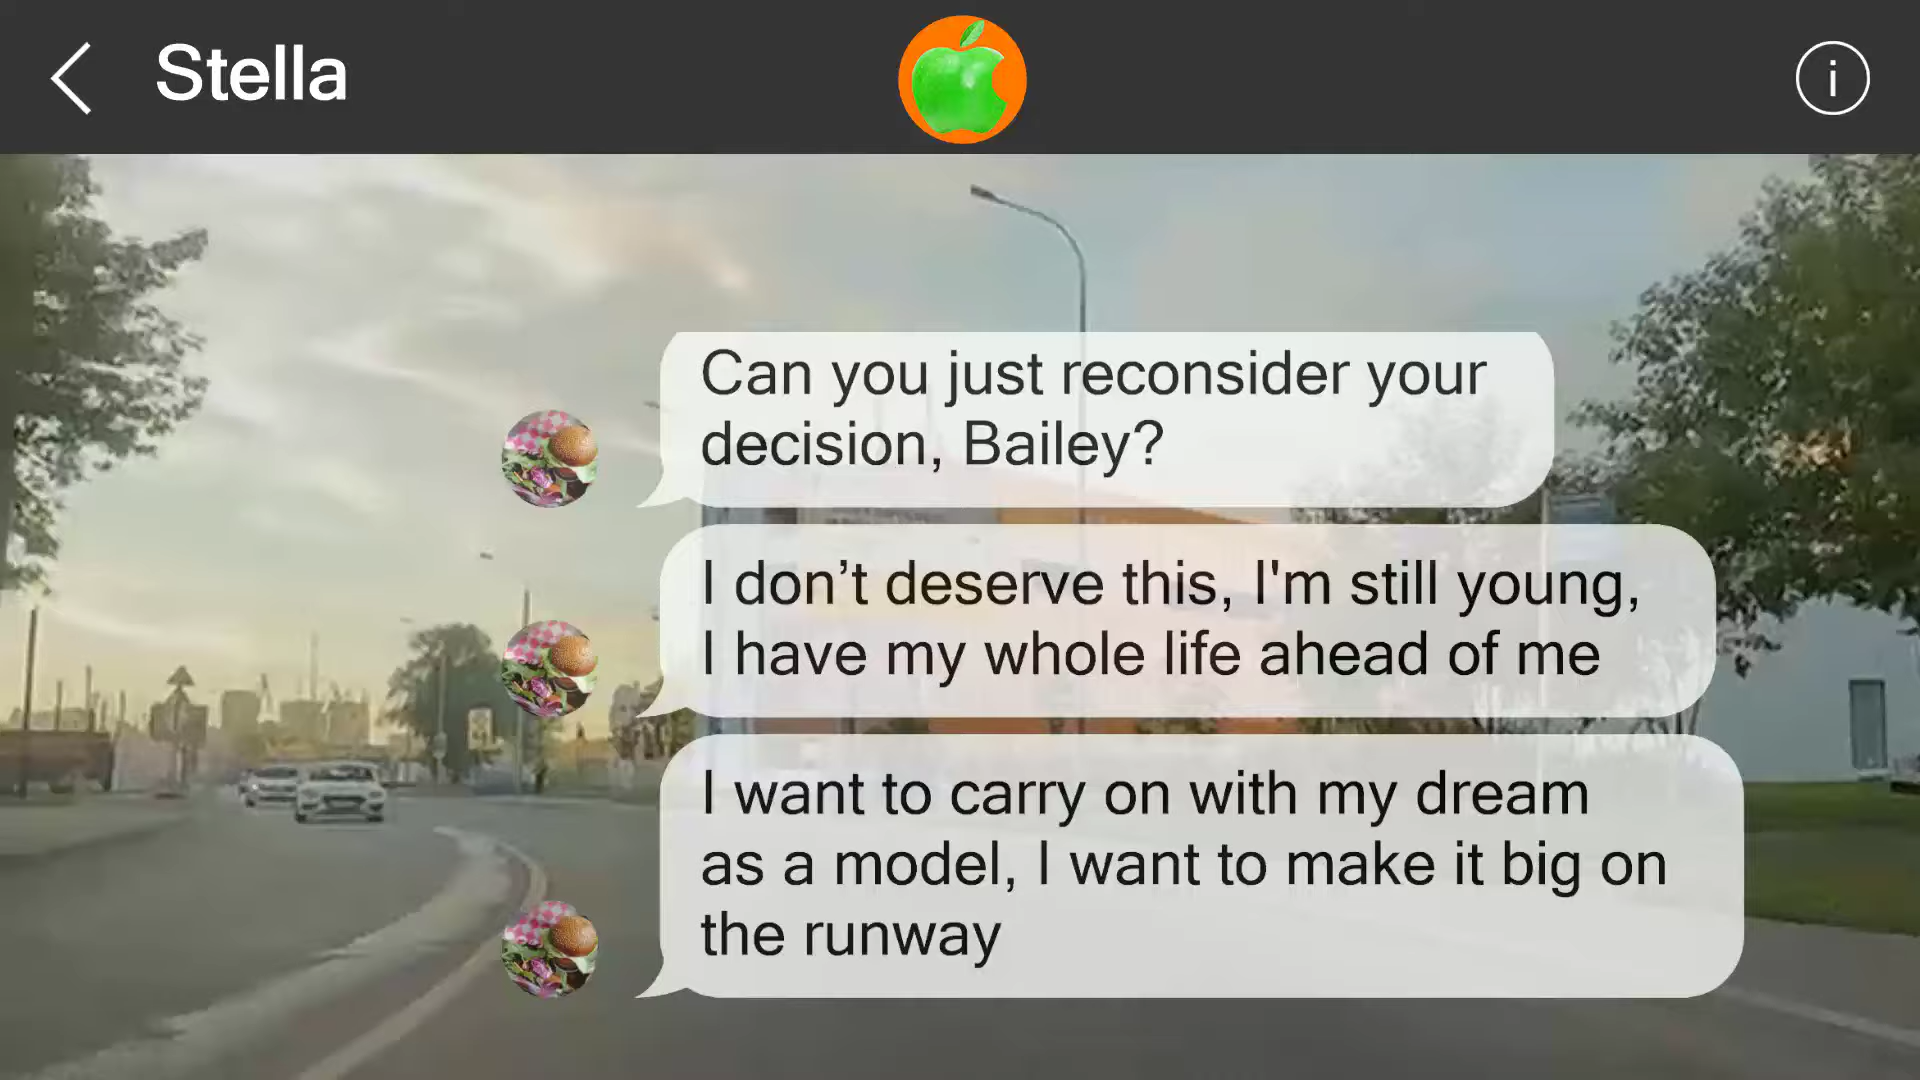 Stella
i
Can you just reconsider your
decision, Bailey?
I don’t deserve this, I'm still young,
I have my whole life ahead of me
I want to carry on with my dream
as a model, I want to make it big on
the runway